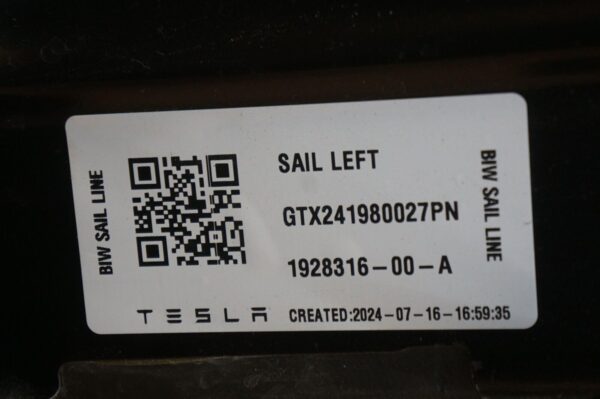 BIW SAIL LINE
SAIL LEFT
GTX241980027PN
1928316-00-A
TESLA
CREATED:2024-07-16-16:59:35
BIW SAIL LINE